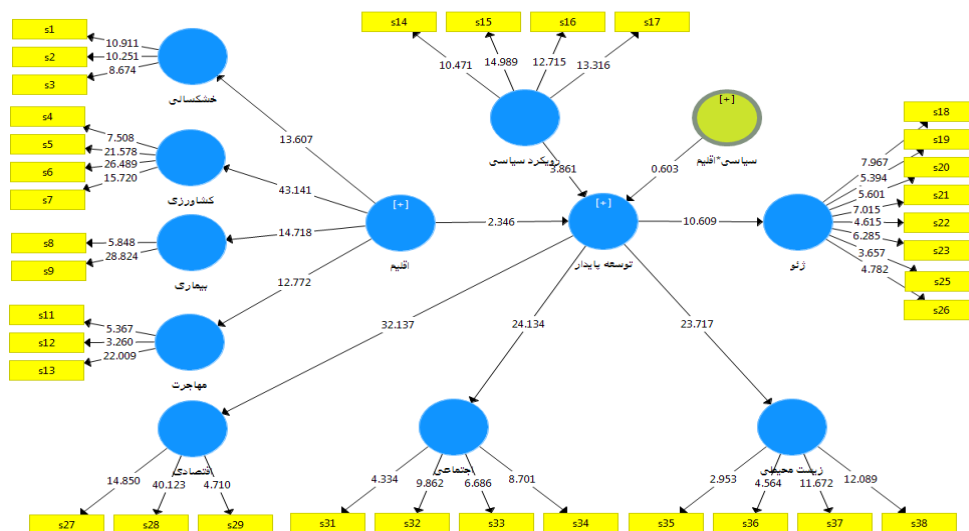 s14
s15
s16
s17
10.471
14.989
12.715
13.316
رویکرد سیاسی
3.861
[+]
سیاسی*اقلیم
0.603
s1
s2
s3
10.911
10.251
8.674
خشکسالی
13.607
s4
s5
s6
s7
7.508
21.578
26.489
15.720
کشاورزی
43.141
s8
s9
5.848
28.824
بیماری
14.718
s11
s12
s13
5.367
3.260
22.009
مهاجرت
12.772
[+]
اقلیم
2.346
[+]
توسعه پایدار
10.609
ژئو
7.967
5.394
5.601
7.015
4.615
6.285
3.657
4.782
s18
s19
s20
s21
s22
s23
s25
s26
32.137
24.134
23.717
اقتصادی
14.850
40.123
4.710
s27
s28
s29
اجتماعی
4.334
9.862
6.686
8.701
s31
s32
s33
s34
زیست محیطی
2.953
4.564
11.672
12.089
s35
s36
s37
s38